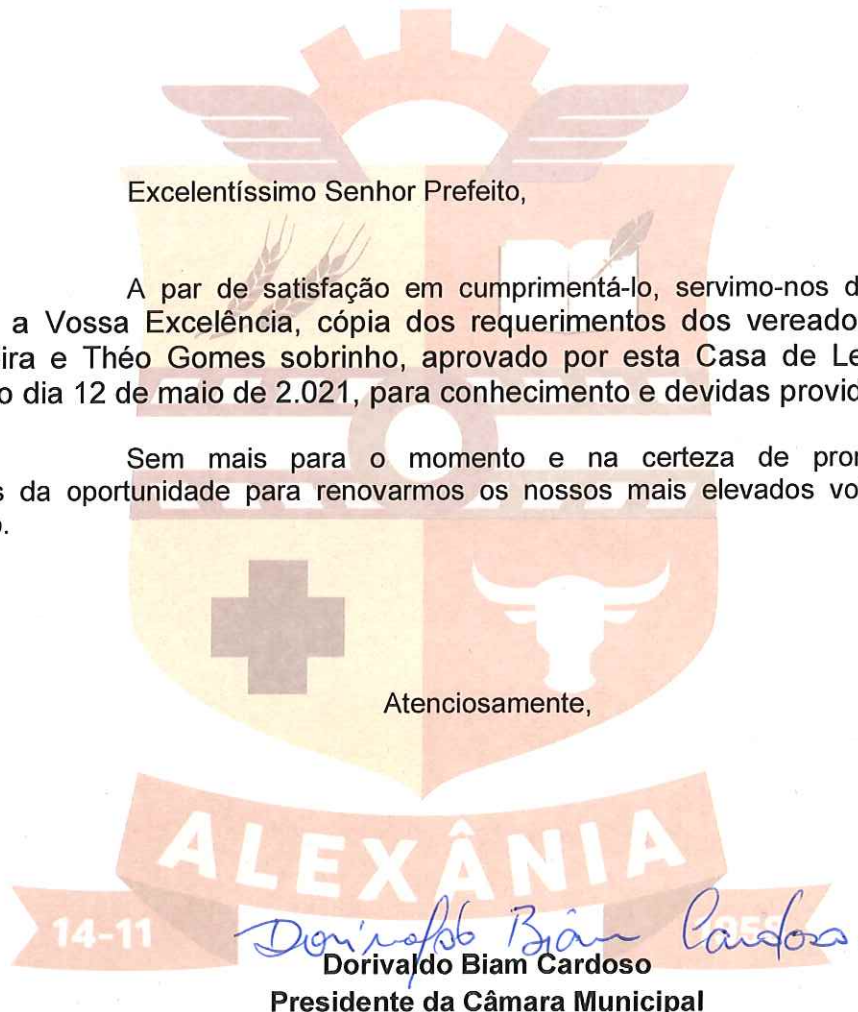 Excelentíssimo Senhor Prefeito,
A par de satisfação em cumprimentá-lo, servimo-nos d
a Vossa Excelência, cópia dos requerimentos dos vereado
ira e Théo Gomes sobrinho, aprovado por esta Casa de Le
o dia 12 de maio de 2.021, para conhecimento e devidas provid
Sem mais para o momento e na certeza de pron
s da oportunidade para renovarmos os nossos mais elevados vo
o.
Atenciosamente,
ALEXÂNIA
14-11 1958
Dorivaldo Biam Cardoso
Dorivaldo Biam Cardoso
Presidente da Câmara Municipal